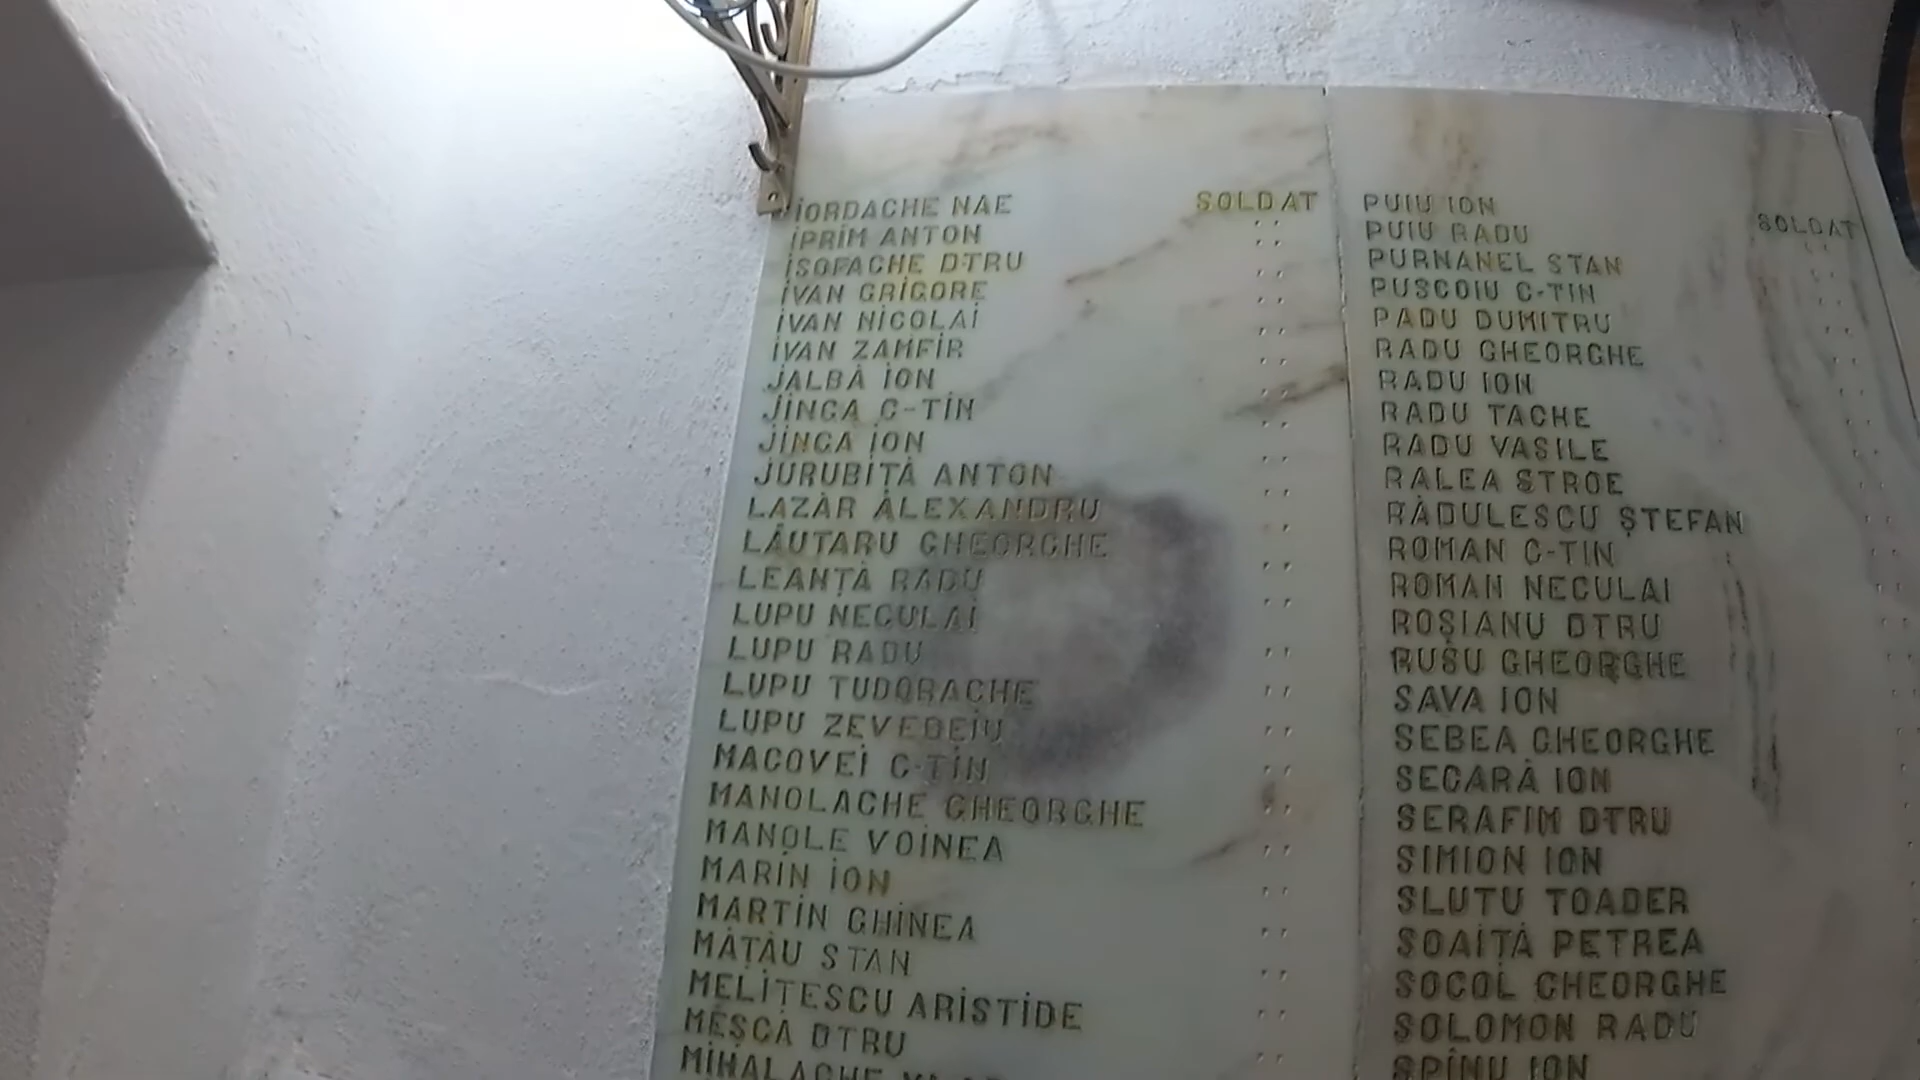 IORDACHE NAE SOLDAT
IPRIM ANTON ,,
ISOFACHE DTRU ,,
IVAN GRIGORE ,,
IVAN NICOLAI ,,
IVAN ZAMFIR ,,
JALBĂ ION ,,
JINGA C-TIN ,,
JINGA ION ,,
JURUBIȚĂ ANTON ,,
LAZĂR ALEXANDRU ,,
LĂUTARU GHEORGHE ,,
LEANȚĂ RADU ,,
LUPU NECULAI ,,
LUPU RADU ,,
LUPU TUDORACHE ,,
LUPU ZEVEDEIU ,,
MACOVEI C-TIN ,,
MANOLACHE GHEORGHE ,,
MANOLE VOINEA ,,
MARIN ION ,,
MARTIN GHINEA ,,
MĂȚĂU STAN ,,
MELIȚESCU ARISTIDE ,,
MEȘCĂ DTRU ,,
MIHALACHE
PUIU ION SOLDAT
PUIU RADU ,,
PURNANEL STAN ,,
PUSCOIU C-TIN ,,
PADU DUMITRU ,,
RADU GHEORGHE
RADU ION
RADU TACHE ,,
RADU VASILE ,,
RALEA STROE
RĂDULESCU ȘTEFAN ,,
ROMAN C-TIN ,,
ROMAN NECULAI ,,
ROȘIANU DTRU ,,
RUSU GHEORGHE ,,
SAVA ION
SEBEA GHEORGHE
SECARĂ ION
SERAFIM DTRU
SIMION ION
SLUTU TOADER
SOAIȚĂ PETREA
SOCOL GHEORGHE
SOLOMON RADU
SPÎNU ION